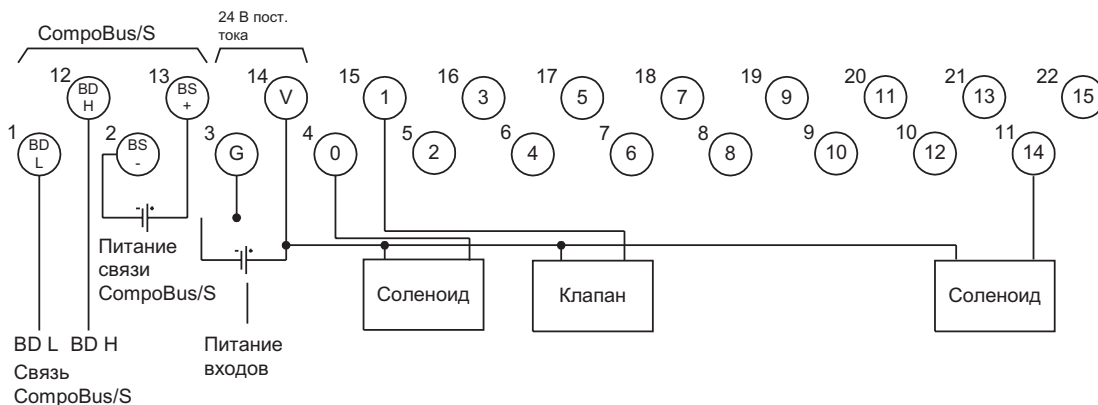 24 В пост.
тока
CompoBus/S
12 13 14 15 16 17 18 19 20 21 22
BD
H
BS
+
V 1 3 5 7 9 11 13 15
1 2 3 4 5 6 7 8 9 10 11
BD
L
BS
-
G 0 2 4 6 8 10 12 14
- +
- +
Питание
связи
CompoBus/S
Соленоид Клапан Соленоид
BD L BD H
Связь
CompoBus/S
Питание
входов